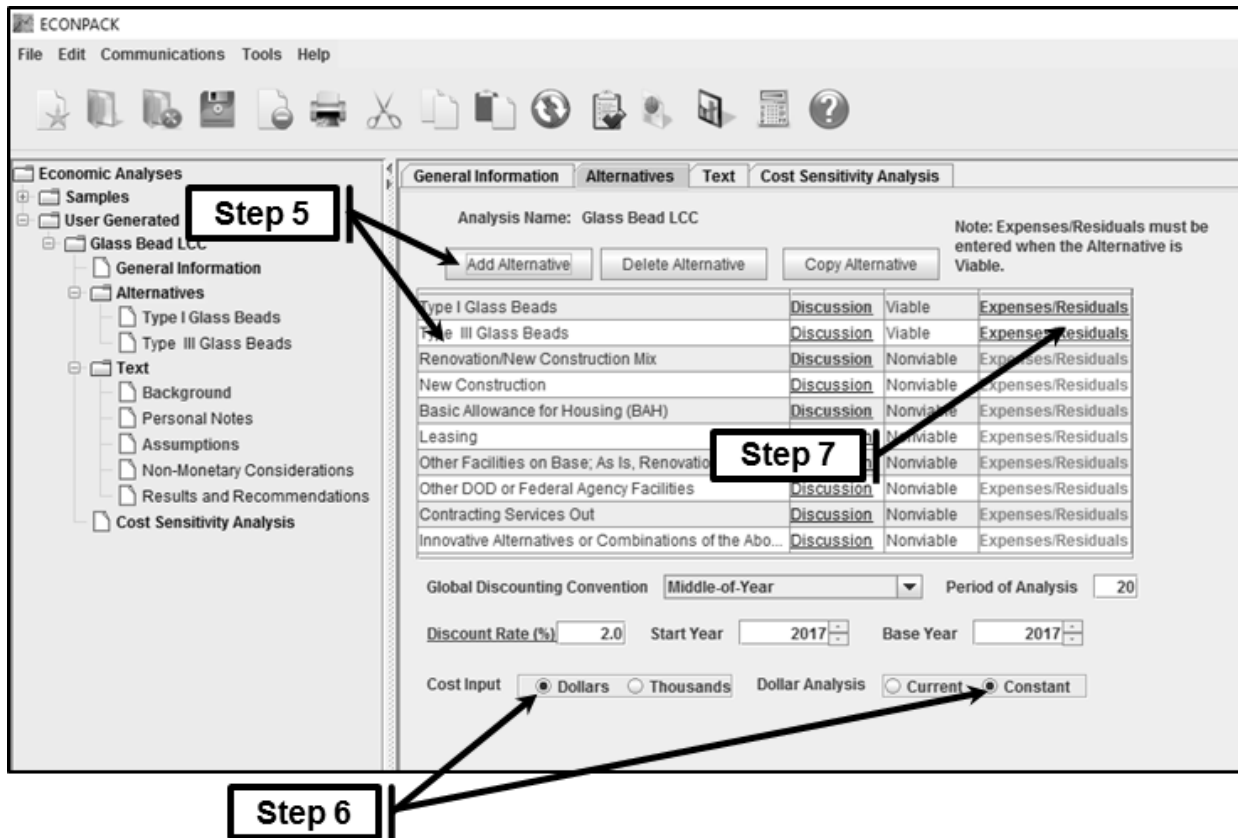 ECONPACK
File Edit Communications Tools Help
Economic Analyses
Samples
User Generated
Glass Bead LCC
General Information
Alternatives
Type I Glass Beads
Type III Glass Beads
Text
Background
Personal Notes
Assumptions
Non-Monetary Considerations
Results and Recommendations
Cost Sensitivity Analysis
Step 5
General Information Alternatives Text Cost Sensitivity Analysis
Analysis Name: Glass Bead LCC
Note: Expenses/Residuals must be
entered when the Alternative is
Viable.
Add Alternative Delete Alternative Copy Alternative
Type I Glass Beads Discussion Viable Expenses/Residuals
Type III Glass Beads Discussion Viable Expenses/Residuals
Renovation/New Construction Mix Discussion Nonviable Expenses/Residuals
New Construction Discussion Nonviable Expenses/Residuals
Basic Allowance for Housing (BAH) Discussion Nonviable Expenses/Residuals
Leasing Nonviable Expenses/Residuals
Other Facilities on Base; As Is, Nonviable Expenses/Residuals
Other DOD or Federal Agency Facilities Discussion Nonviable Expenses/Residuals
Contracting Services Out Discussion Nonviable Expenses/Residuals
Innovative Alternatives or Combinations of the Abo... Discussion Nonviable Expenses/Residuals
Step 7
Global Discounting Convention Middle-of-Year Period of Analysis 20
Discount Rate (%) 2.0 Start Year 2017 Base Year 2017
Cost Input Dollars Thousands Dollar Analysis Current Constant
Step 6